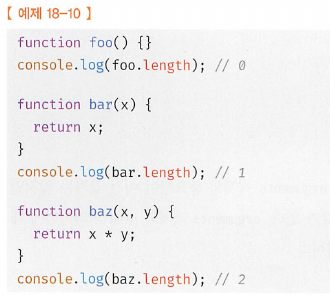 [ 예제 18-10 ]
function foo() {}
console.log(foo.length); // 0
function bar(x) {
return x;
}
console.log(bar.length); // 1
function baz(x, y) {
return x * y;
}
console.log(baz.length); // 2